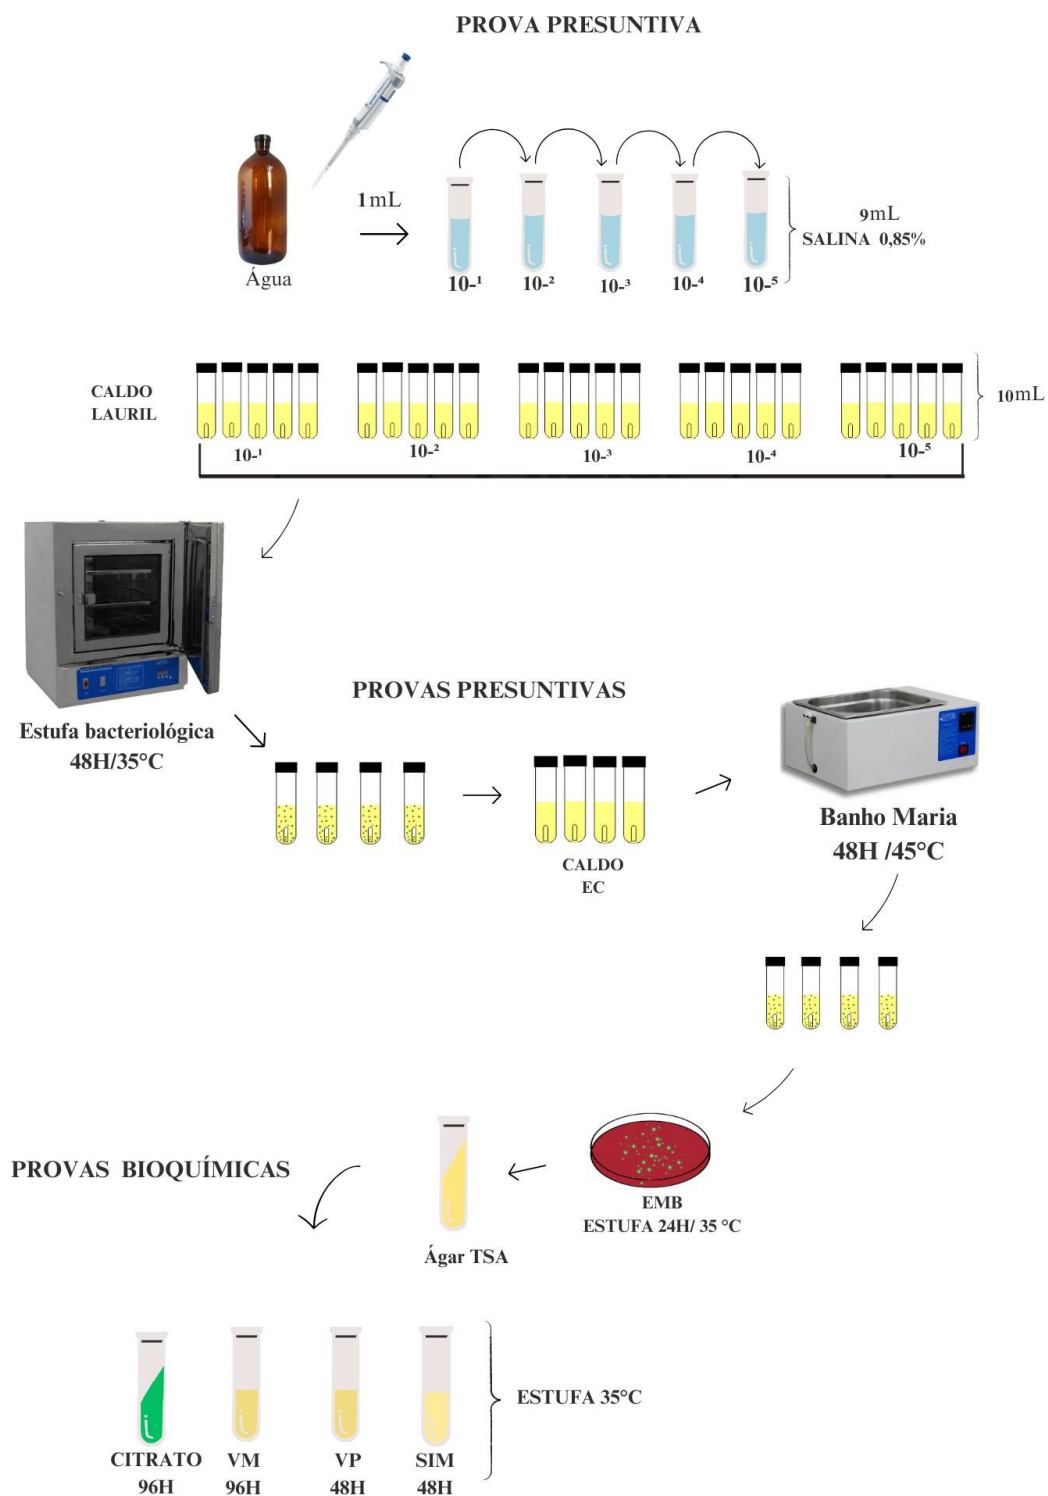 PROVA PRESUNTIVA
1mL
9mL
SALINA 0,85%
Água
10-¹
10-²
10-³
10-⁴
10-⁵
CALDO
LAURIL
10mL
10-¹
10-²
10-³
10-⁴
10-⁵
Estufa bacteriológica
48H/35°C
PROVAS PRESUNTIVAS
CALDO
EC
Banho Maria
48H /45°C
EMB
ESTUFA 24H/ 35 °C
Ágar TSA
PROVAS BIOQUÍMICAS
ESTUFA 35°C
CITRATO
96H
VM
96H
VP
48H
SIM
48H